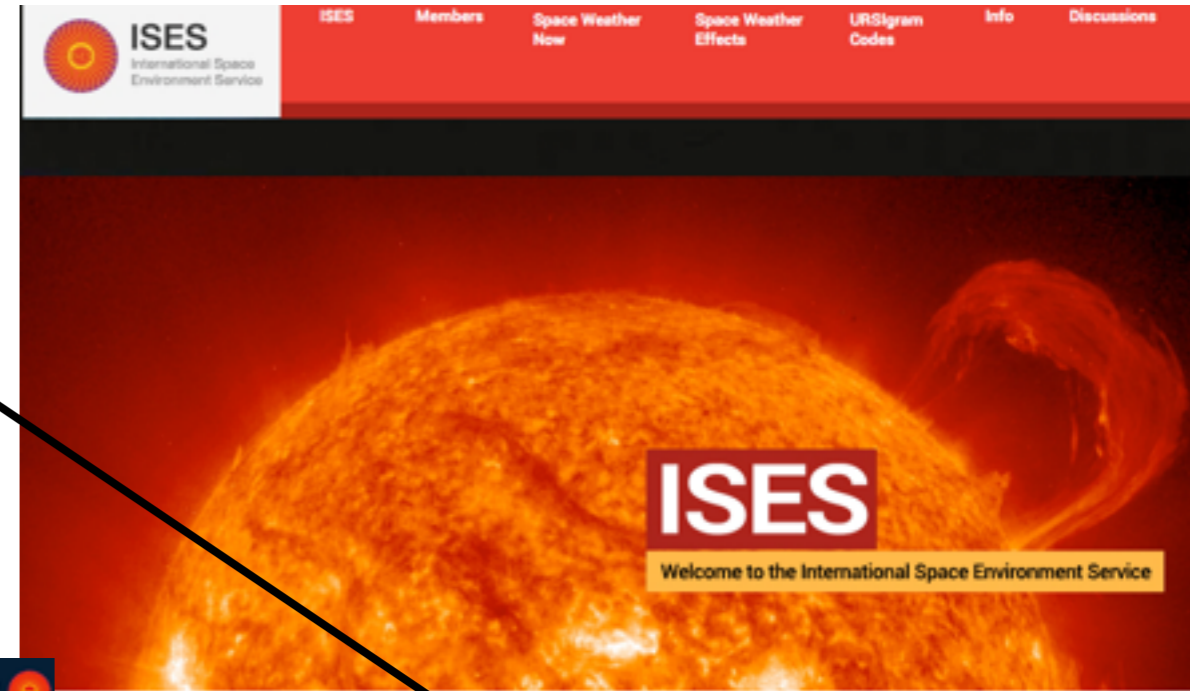 ISES
International Space
Environment Service
ISES
Members
Space Weather
Now
Space Weather
Effects
URSIgram
Codes
Info
Discussions
ISES
Welcome to the International Space Environment Service